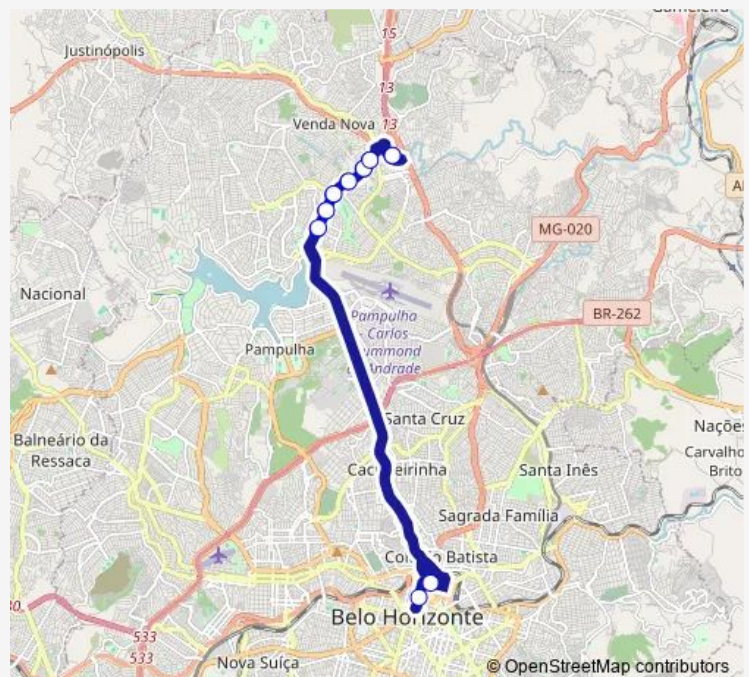 15
Justinópolis
13
Venda Nova
13
MG-020
Nacional
BR-262
Pampulha
- Carlos
Andrade
Pampulha
Santa Cruz
Balneário da
Ressaca
Nações
Carvalho
Brito
Santa Inês
Sagrada Família
Batista
Belo Horizonte
533
533
Nova Suíça
© OpenStreetMap contributors